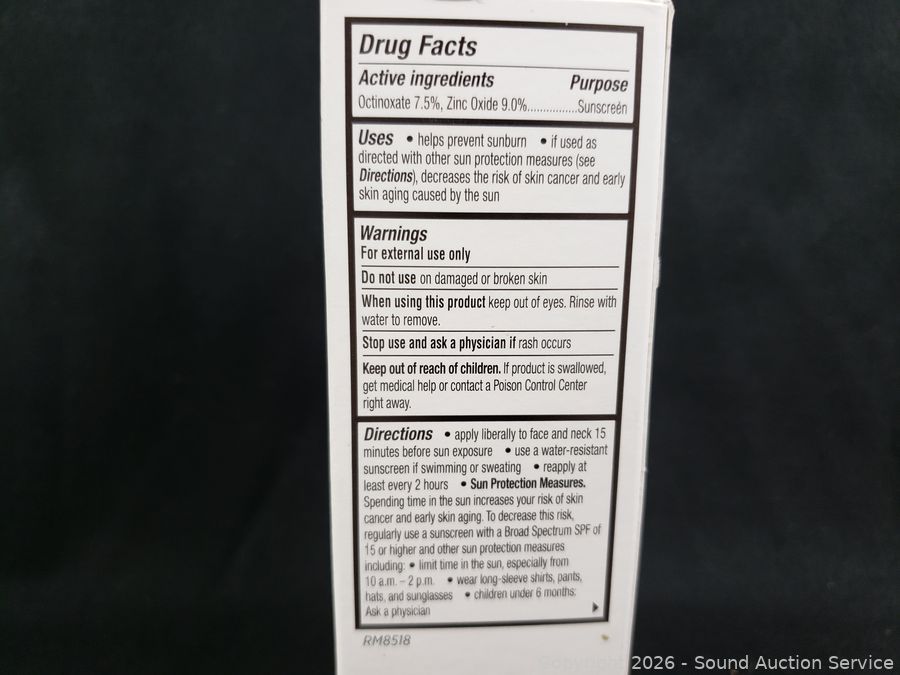 Drug Facts
Active ingredients Purpose
Octinoxate 7.5%, Zinc Oxide 9.0%................Sunscreen
Uses • helps prevent sunburn • if used as
directed with other sun protection measures (see
Directions), decreases the risk of skin cancer and early
skin aging caused by the sun
Warnings
For external use only
Do not use on damaged or broken skin
When using this product keep out of eyes. Rinse with
water to remove.
Stop use and ask a physician if rash occurs
Keep out of reach of children. If product is swallowed,
get medical help or contact a Poison Control Center
right away.
Directions • apply liberally to face and neck 15
minutes before sun exposure • use a water-resistant
sunscreen if swimming or sweating • reapply at
least every 2 hours • Sun Protection Measures.
Spending time in the sun increases your risk of skin
cancer and early skin aging. To decrease this risk,
regularly use a sunscreen with a Broad Spectrum SPF of
15 or higher and other sun protection measures
including: • limit time in the sun, especially from
10 a.m. – 2 p.m. • wear long-sleeve shirts, pants,
hats, and sunglasses • children under 6 months:
Ask a physician
RM8518
Copyright 2026 - Sound Auction Service